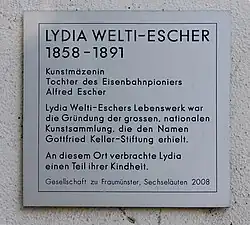 LYDIA WELTI-ESCHER
1858-1891
Kunstmäzenin
Tochter des Eisenbahnpioniers
Alfred Escher
Lydia Welti-Eschers Lebenswerk war
die Gründung der grossen, nationalen
Kunstsammlung, die den Namen
Gottfried Keller-Stiftung erhielt.
An diesem Ort verbrachte Lydia
einen Teil ihrer Kindheit.
Gesellschaft zu Fraumünster, Sechseläuten 2008